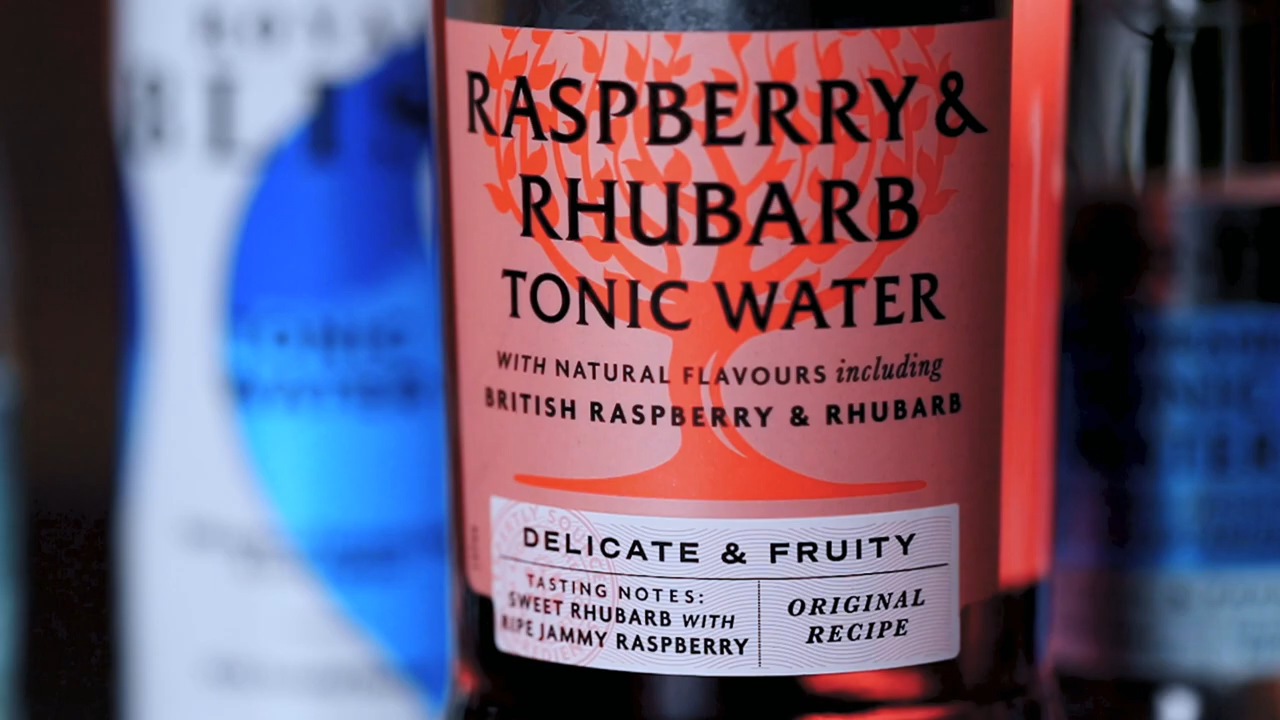 RASPBERRY &
RHUBARB
TONIC WATER
WITH NATURAL FLAVOURS including
BRITISH RASPBERRY & RHUBARB
DELICATE & FRUITY
TASTING NOTES:
SWEET RHUBARB WITH
RIPE JAMMY RASPBERRY
ORIGINAL
RECIPE